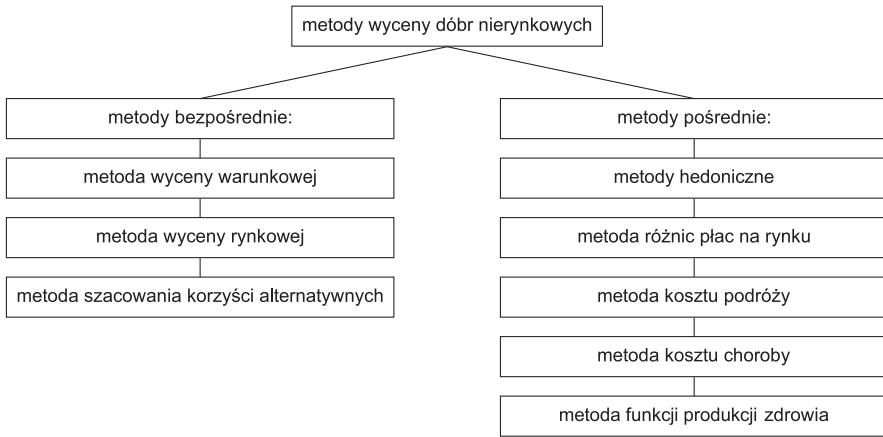 metody wyceny dóbr nierynkowych
metody bezpośrednie:
metoda wyceny warunkowej
metoda wyceny rynkowej
metoda szacowania korzyści alternatywnych
metody pośrednie:
metody hedoniczne
metoda różnic płac na rynku
metoda kosztu podróży
metoda kosztu choroby
metoda funkcji produkcji zdrowia